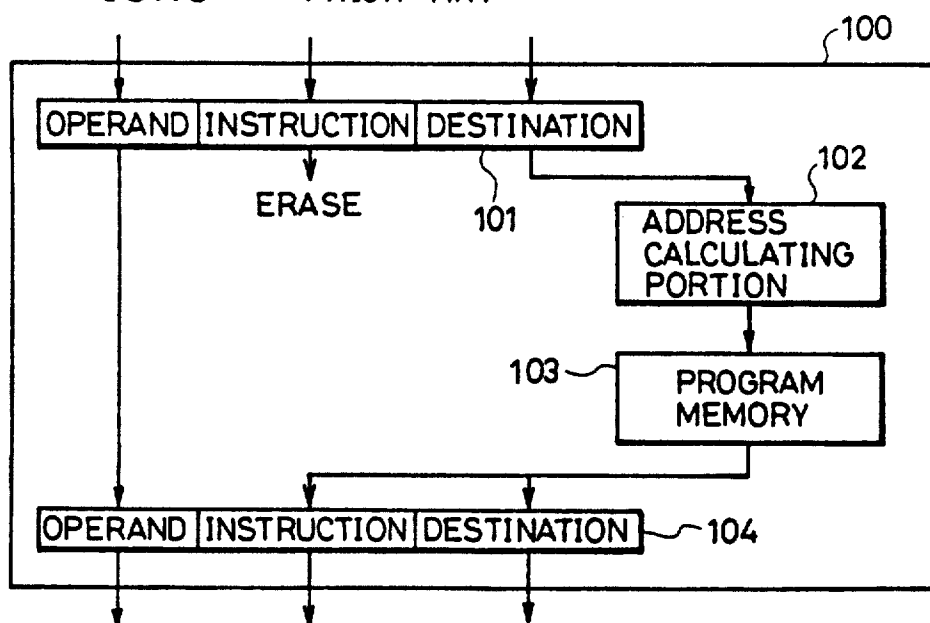 100
OPERAND INSTRUCTION DESTINATION
ERASE
101
102
ADDRESS
CALCULATING
PORTION
103
PROGRAM
MEMORY
OPERAND INSTRUCTION DESTINATION
104